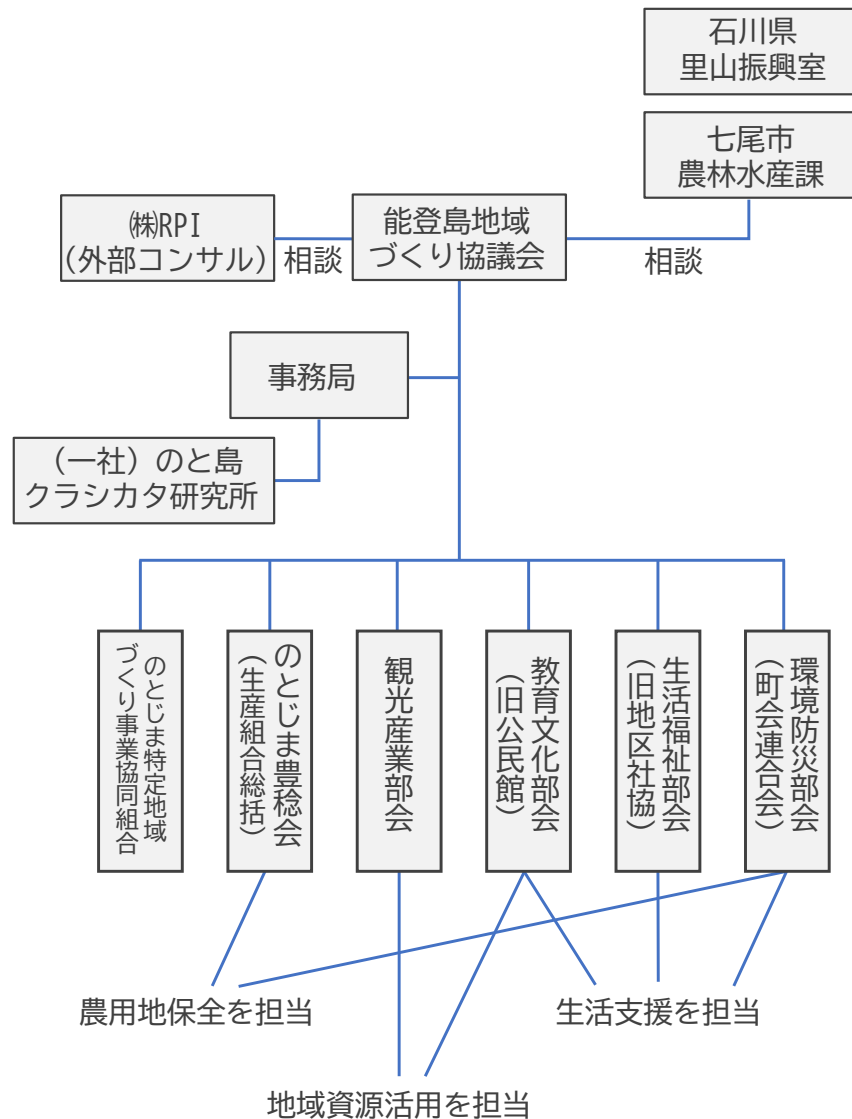 石川県
里山振興室
七尾市
農林水産課
㈱RPI
(外部コンサル)
相談
能登島地域
づくり協議会
相談
事務局
（一社）のと島
クラシカタ研究所
のとじま特定地域
づくり事業協同組合
のとじま豊稔会
(生産組合総括)
観光産業部会
教育文化部会
(旧公民館)
生活福祉部会
(旧地区社協)
環境防災部会
(町会連合会)
農用地保全を担当
生活支援を担当
地域資源活用を担当